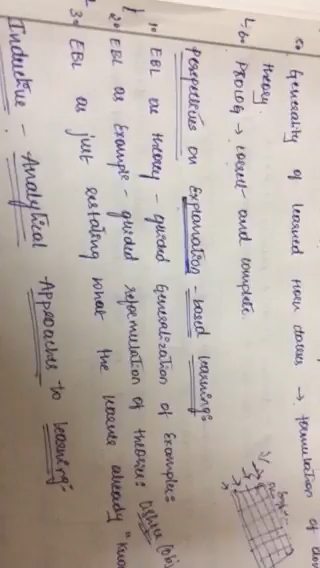 Generality of learned Horn clauses → formulation of
theory.
PROLOG → correct and complete.
Perspectives on Explanation-based learning:
1. EBL as theory-guided generalization of examples:
2. EBL as Example-guided reformulation of theories:
3. EBL as just restating what the learner already "know
Inductive - Analytical Approaches to learning:-